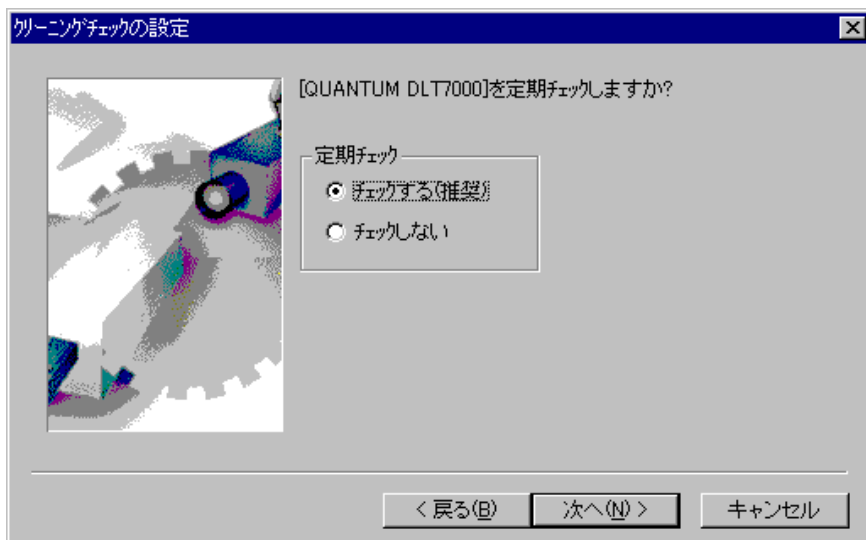 クリーニングチェックの設定
[QUANTUM DLT7000]を定期チェックしますか?
定期チェック
チェックする(推奨)
チェックしない
< 戻る(B)
次へ(N) >
キャンセル